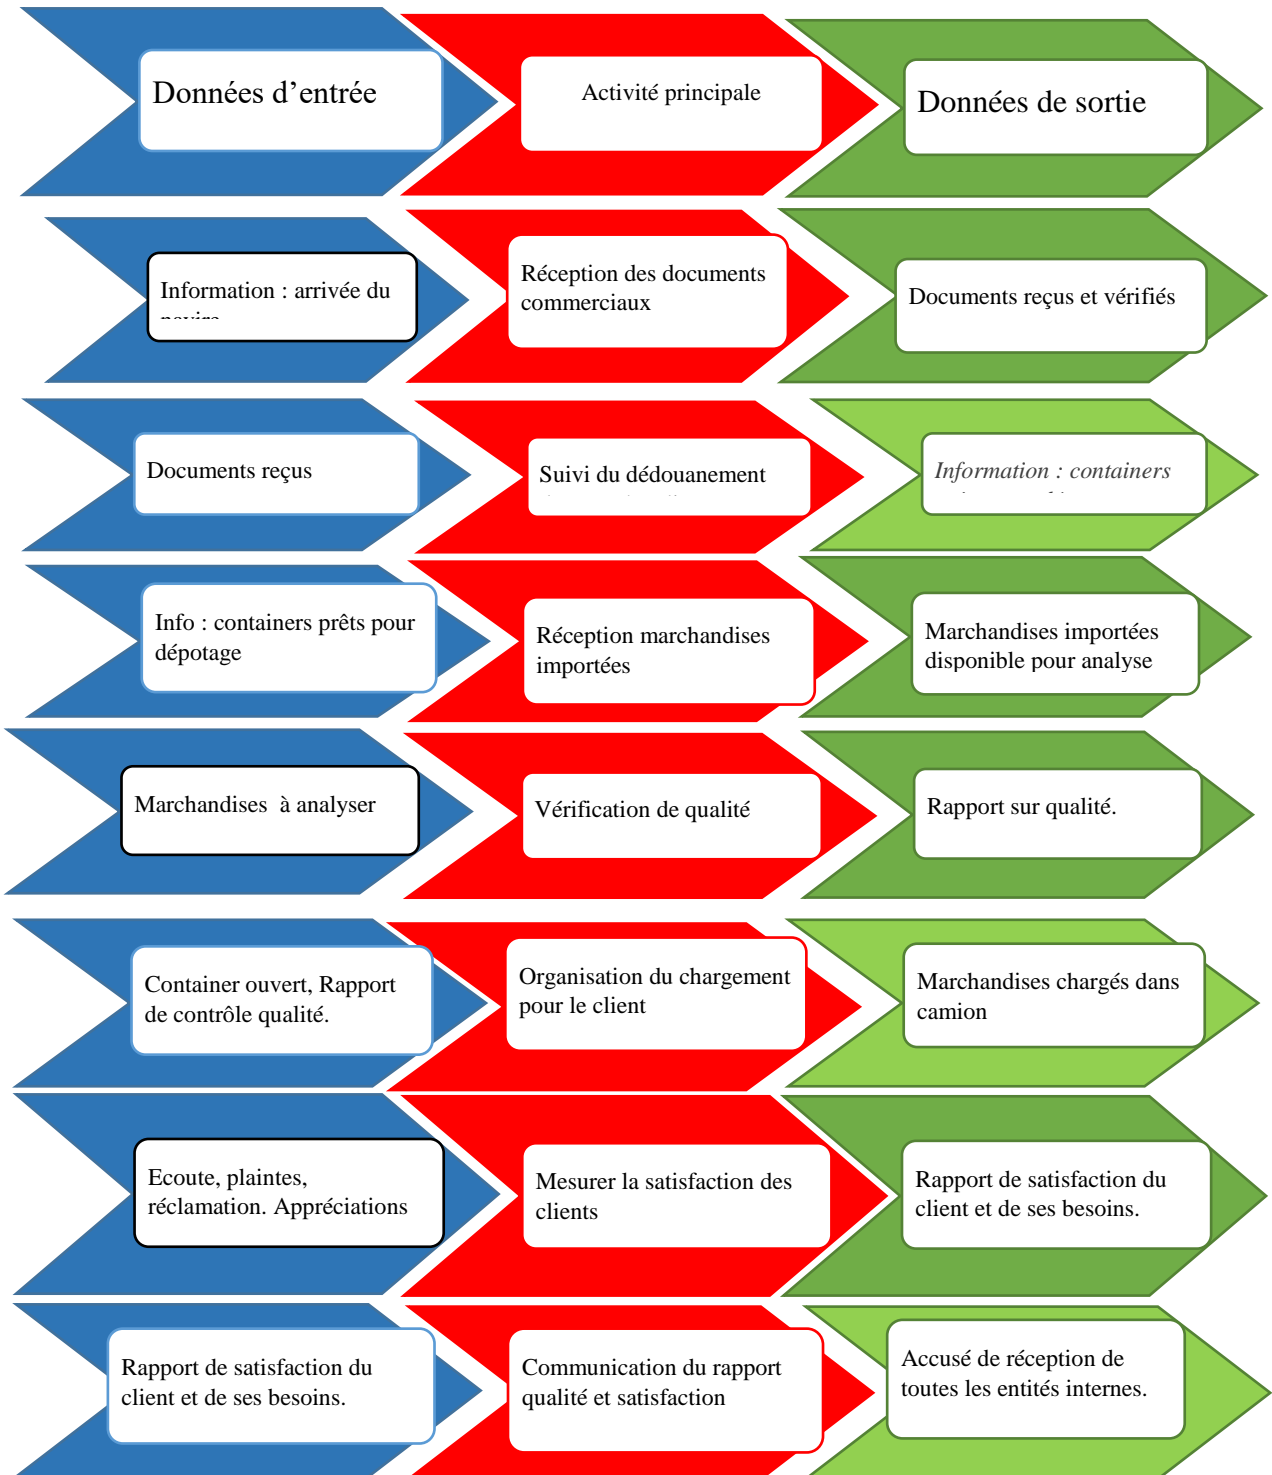 Données d’entrée
Activité principale
Données de sortie
Information : arrivée du
Réception des documents
commerciaux
Documents reçus et vérifiés
Documents reçus
Suivi du dédouanement
Information : containers
Info : containers prêts pour
dépotage
Réception marchandises
importées
Marchandises importées
disponible pour analyse
Marchandises  à analyser
Vérification de qualité
Rapport sur qualité.
Container ouvert, Rapport
de contrôle qualité.
Organisation du chargement
pour le client
Marchandises chargés dans
camion
Ecoute, plaintes,
réclamation. Appréciations
Mesurer la satisfaction des
clients
Rapport de satisfaction du
client et de ses besoins.
Rapport de satisfaction du
client et de ses besoins.
Communication du rapport
qualité et satisfaction
Accusé de réception de
toutes les entités internes.